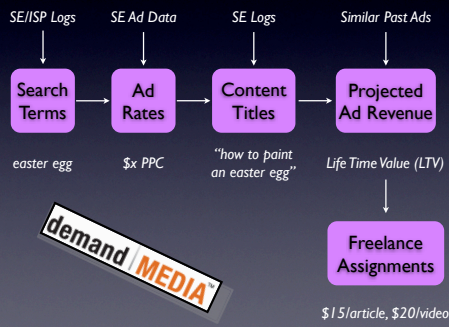 SE/ISP Logs
SE Ad Data
SE Logs
Similar Past Ads
Search
Terms
Ad
Rates
Content
Titles
Projected
Ad Revenue
easter egg
$x PPC
“how to paint
an easter egg”
Life Time Value (LTV)
demand MEDIA™
Freelance
Assignments
$15/article, $20/video